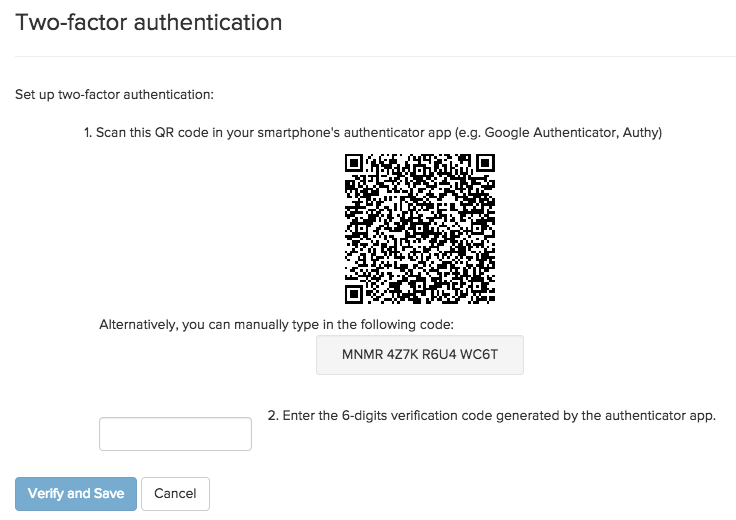 Two-factor authentication
Set up two-factor authentication:
1. Scan this QR code in your smartphone's authenticator app (e.g. Google Authenticator, Authy)
Alternatively, you can manually type in the following code:
MNMR 4Z7K R6U4 WC6T
2. Enter the 6-digits verification code generated by the authenticator app.
Verify and Save
Cancel